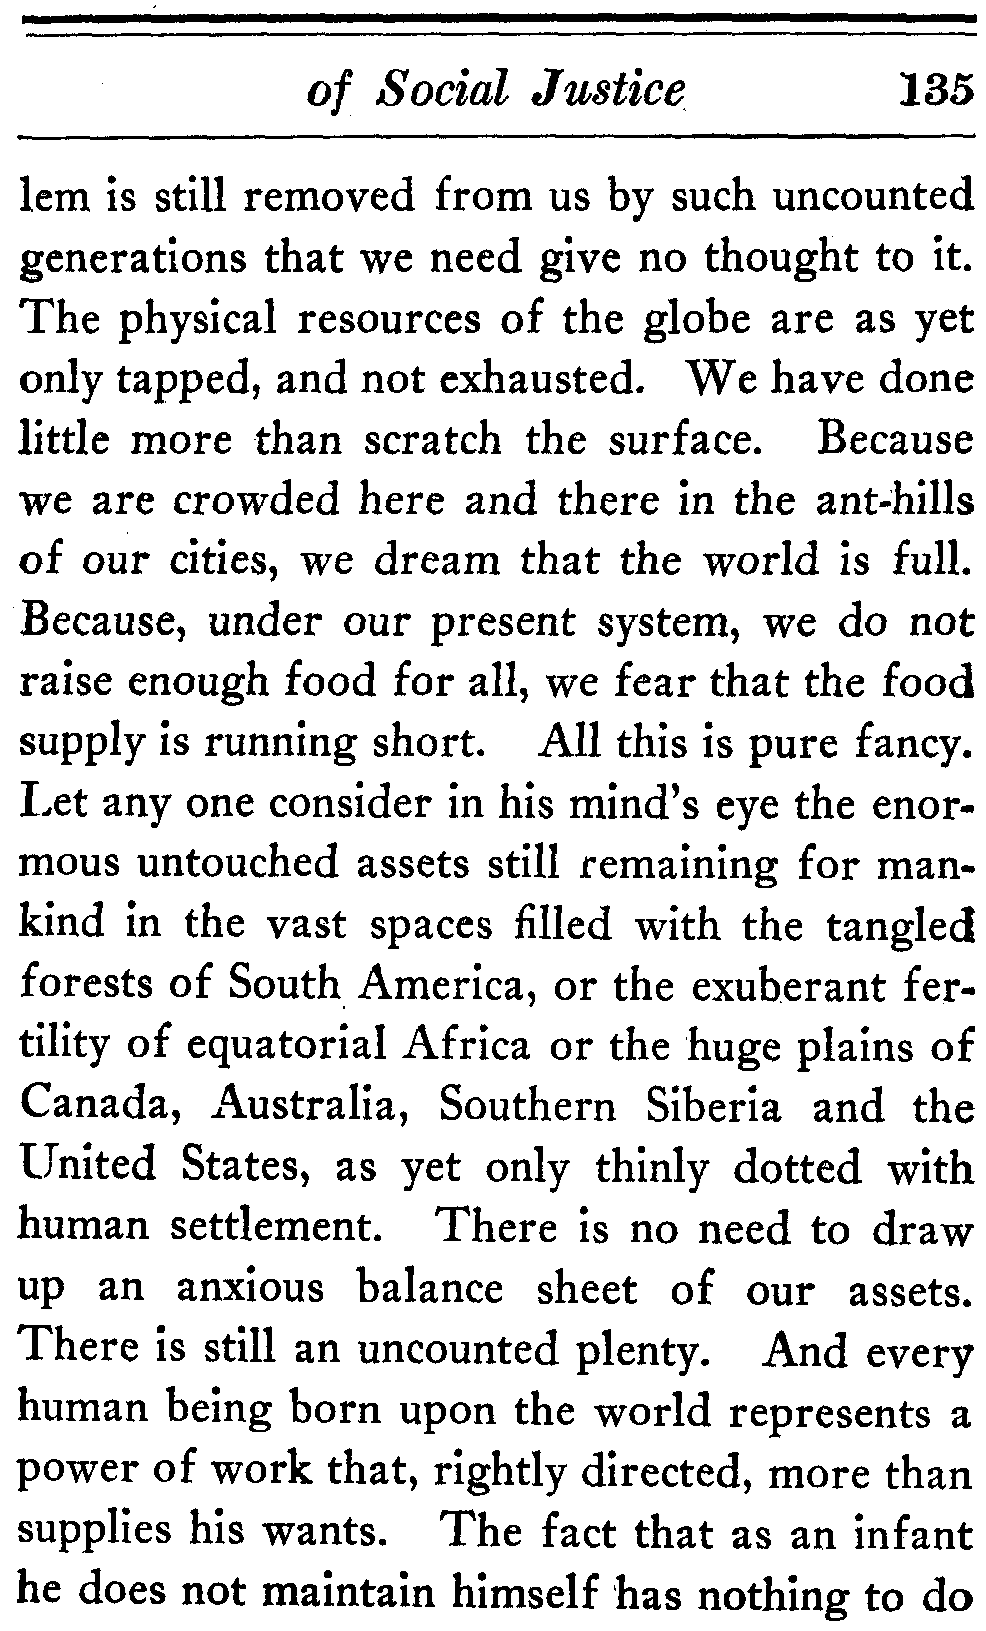 of Social Justice 135
lem is still removed from us by such uncounted
generations that we need give no thought to it.
The physical resources of the globe are as yet
only tapped, and not exhausted. We have done
little more than scratch the surface. Because
we are crowded here and there in the ant-hills
of our cities, we dream that the world is full.
Because, under our present system, we do not
raise enough food for all, we fear that the food
supply is running short. All this is pure fancy.
Let any one consider in his mind's eye the enor-
mous untouched assets still remaining for man-
kind in the vast spaces filled with the tangled
forests of South America, or the exuberant fer-
tility of equatorial Africa or the huge plains of
Canada, Australia, Southern Siberia and the
United States, as yet only thinly dotted with
human settlement. There is no need to draw
up an anxious balance sheet of our assets.
There is still an uncounted plenty. And every
human being born upon the world represents a
power of work that, rightly directed, more than
supplies his wants. The fact that as an infant
he does not maintain himself has nothing to do